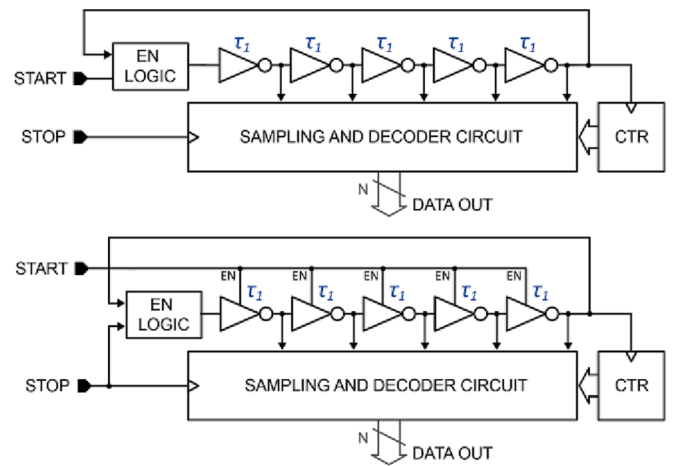 τ1 τ1 τ1 τ1 τ1
EN
LOGIC
START
STOP
SAMPLING AND DECODER CIRCUIT
CTR
N
DATA OUT
START
EN EN EN EN EN
τ1 τ1 τ1 τ1 τ1
EN
LOGIC
STOP
SAMPLING AND DECODER CIRCUIT
CTR
N
DATA OUT